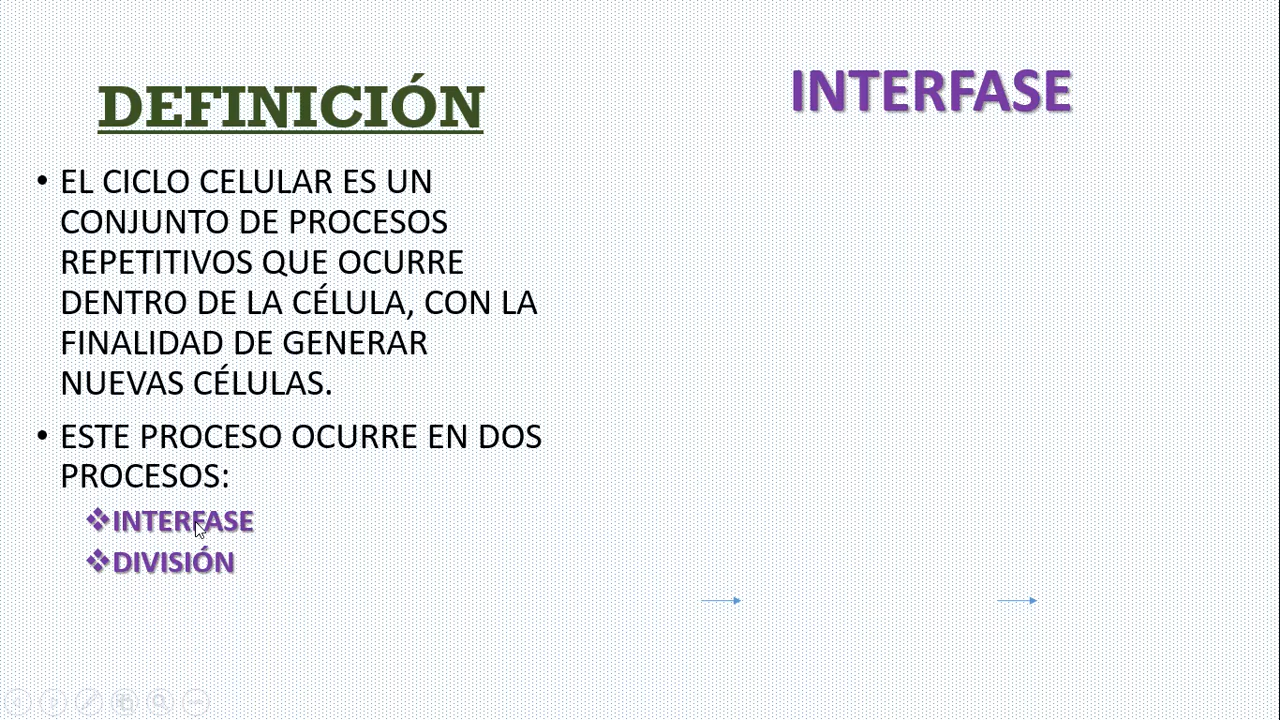 DEFINICIÓN
• EL CICLO CELULAR ES UN
CONJUNTO DE PROCESOS
REPETITIVOS QUE OCURRE
DENTRO DE LA CÉLULA, CON LA
FINALIDAD DE GENERAR
NUEVAS CÉLULAS.
• ESTE PROCESO OCURRE EN DOS
PROCESOS:
❖INTERFASE
❖DIVISIÓN
INTERFASE